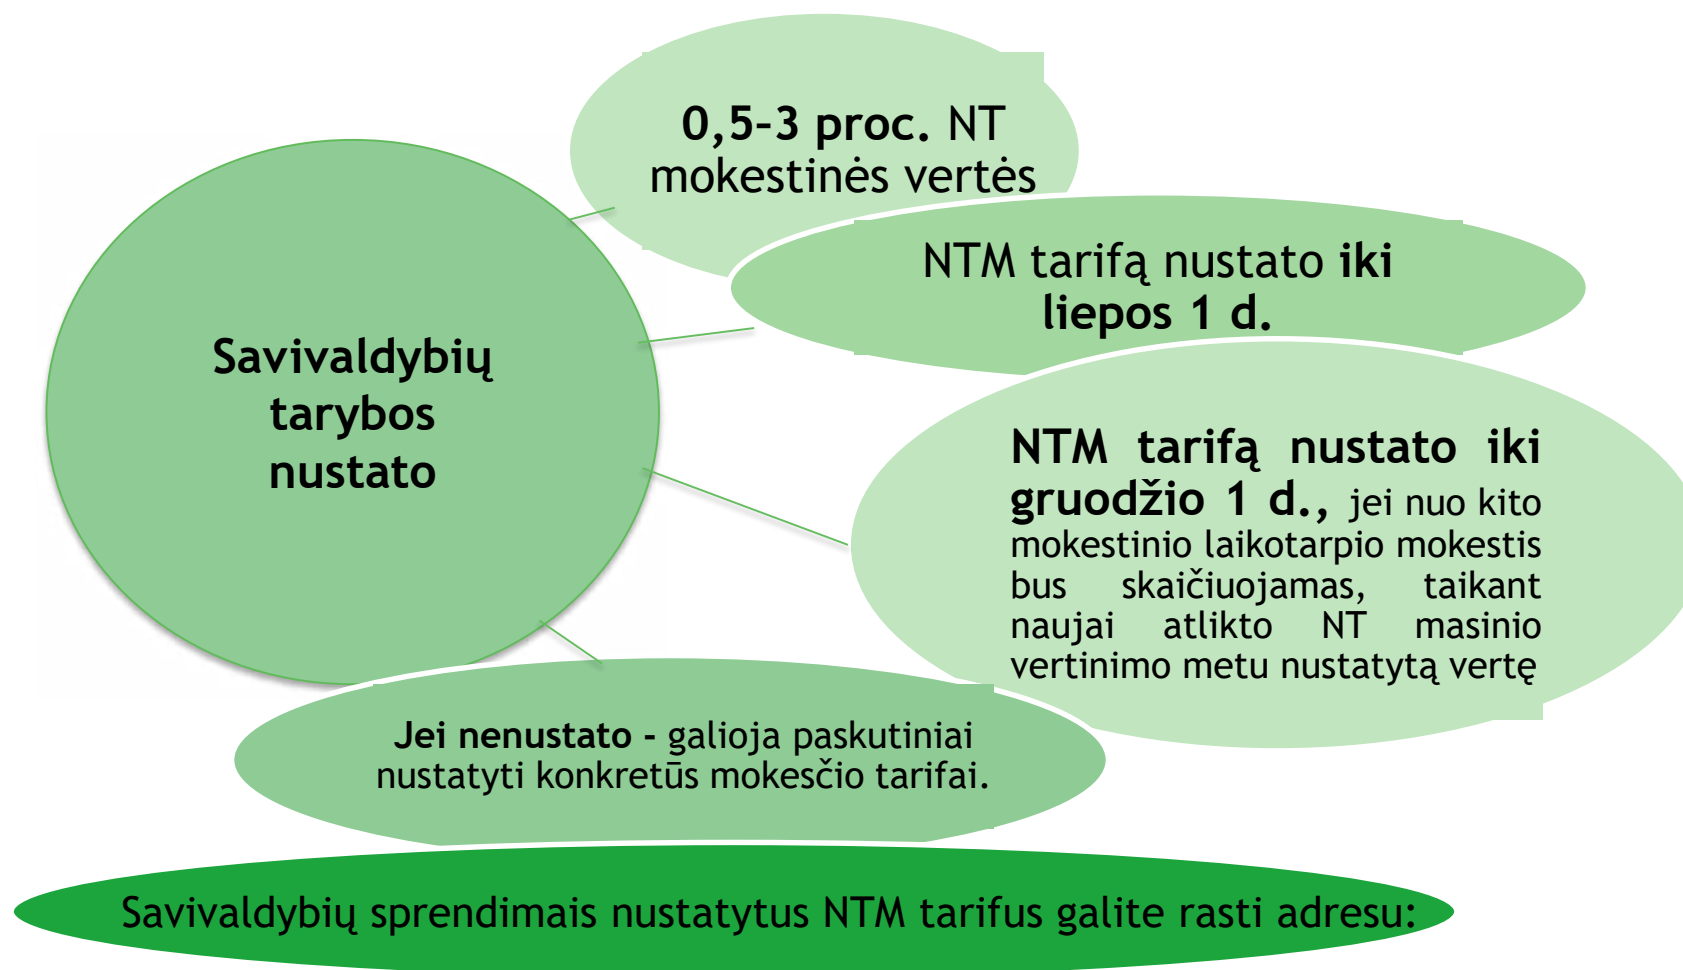 0,5-3 proc. NT
mokestinės vertės
NTM tarifą nustato iki
liepos 1 d.
Savivaldybių
tarybos
nustato
NTM tarifą nustato iki
gruodžio 1 d., jei nuo kito
mokestinio laikotarpio mokestis
bus skaičiuojamas, taikant
naujai atlikto NT masinio
vertinimo metu nustatytą vertę
Jei nenustato - galioja paskutiniai
nustatyti konkretūs mokesčio tarifai.
Savivaldybių sprendimais nustatytus NTM tarifus galite rasti adresu: